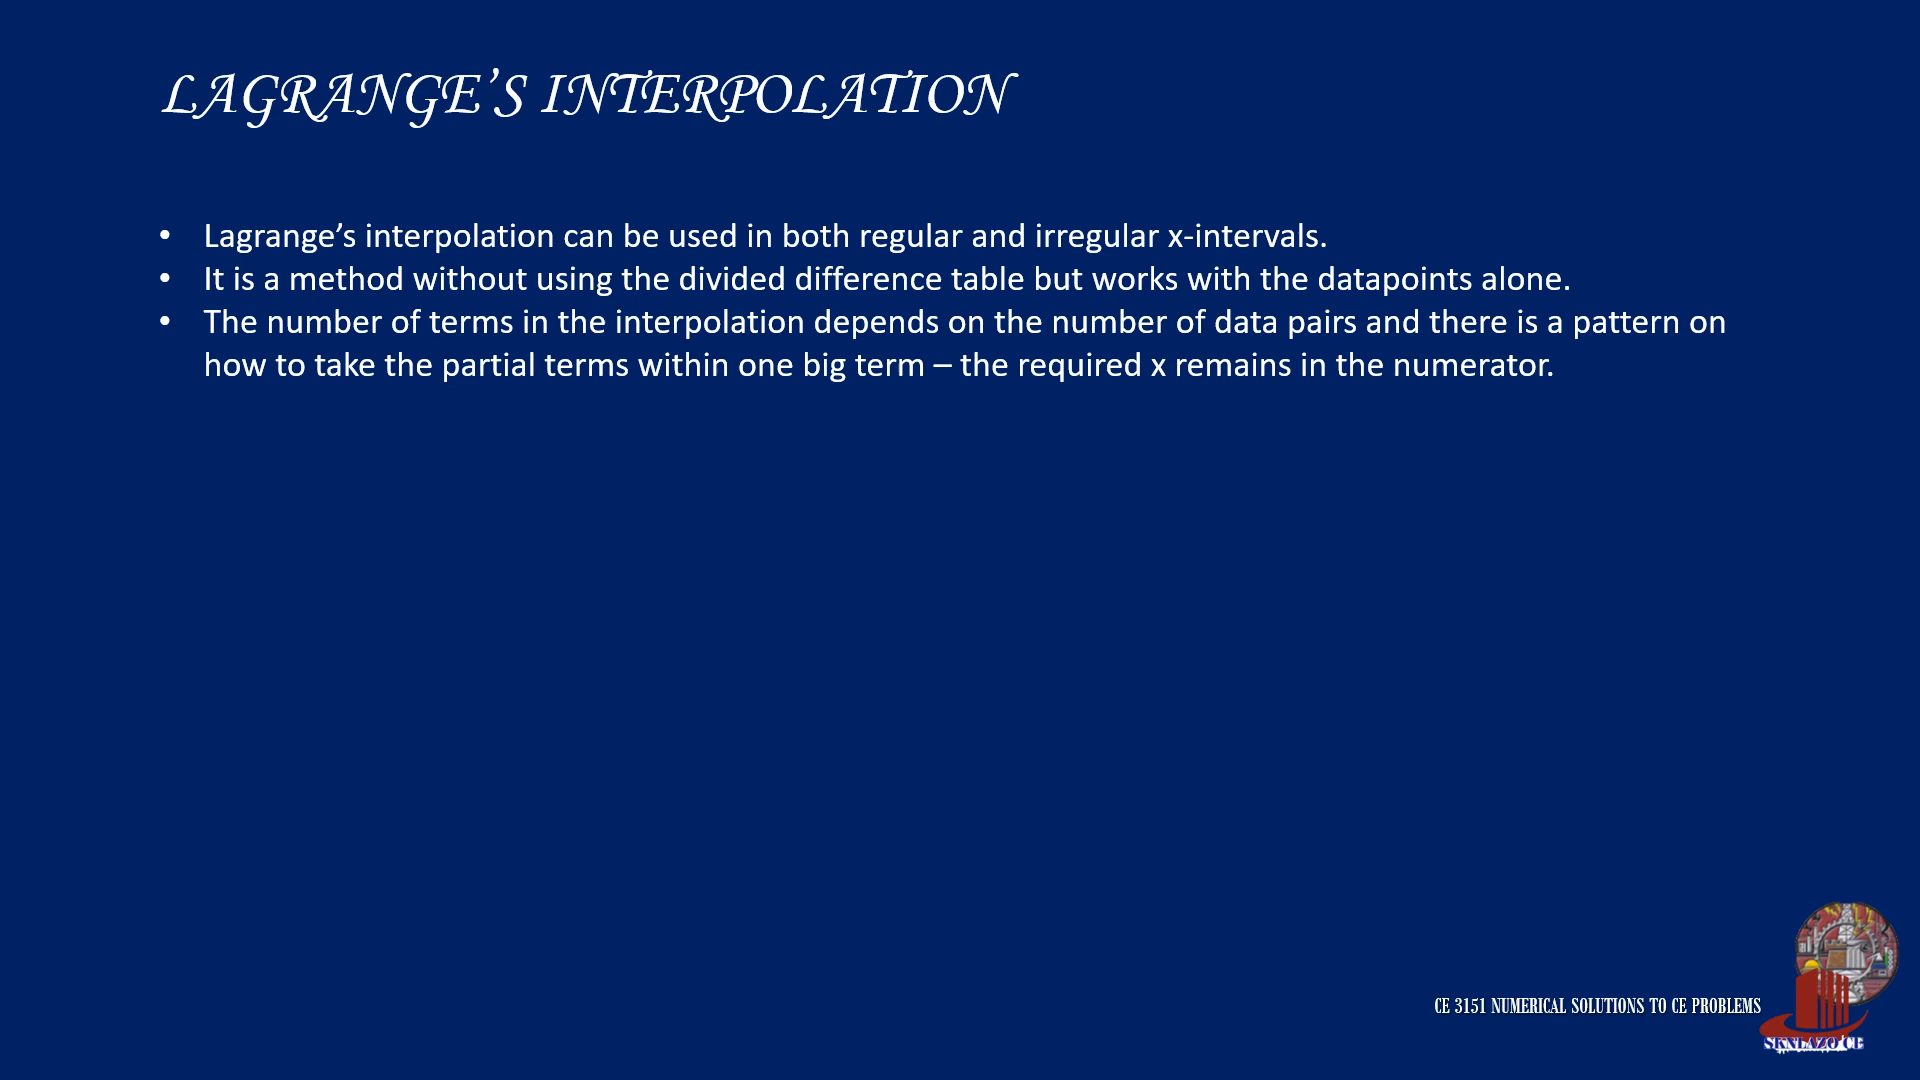 LAGRANGE’S INTERPOLATION
• Lagrange’s interpolation can be used in both regular and irregular x-intervals.
• It is a method without using the divided difference table but works with the datapoints alone.
• The number of terms in the interpolation depends on the number of data pairs and there is a pattern on
how to take the partial terms within one big term – the required x remains in the numerator.
CE 3151 NUMERICAL SOLUTIONS TO CE PROBLEMS
SKNLAZO CE